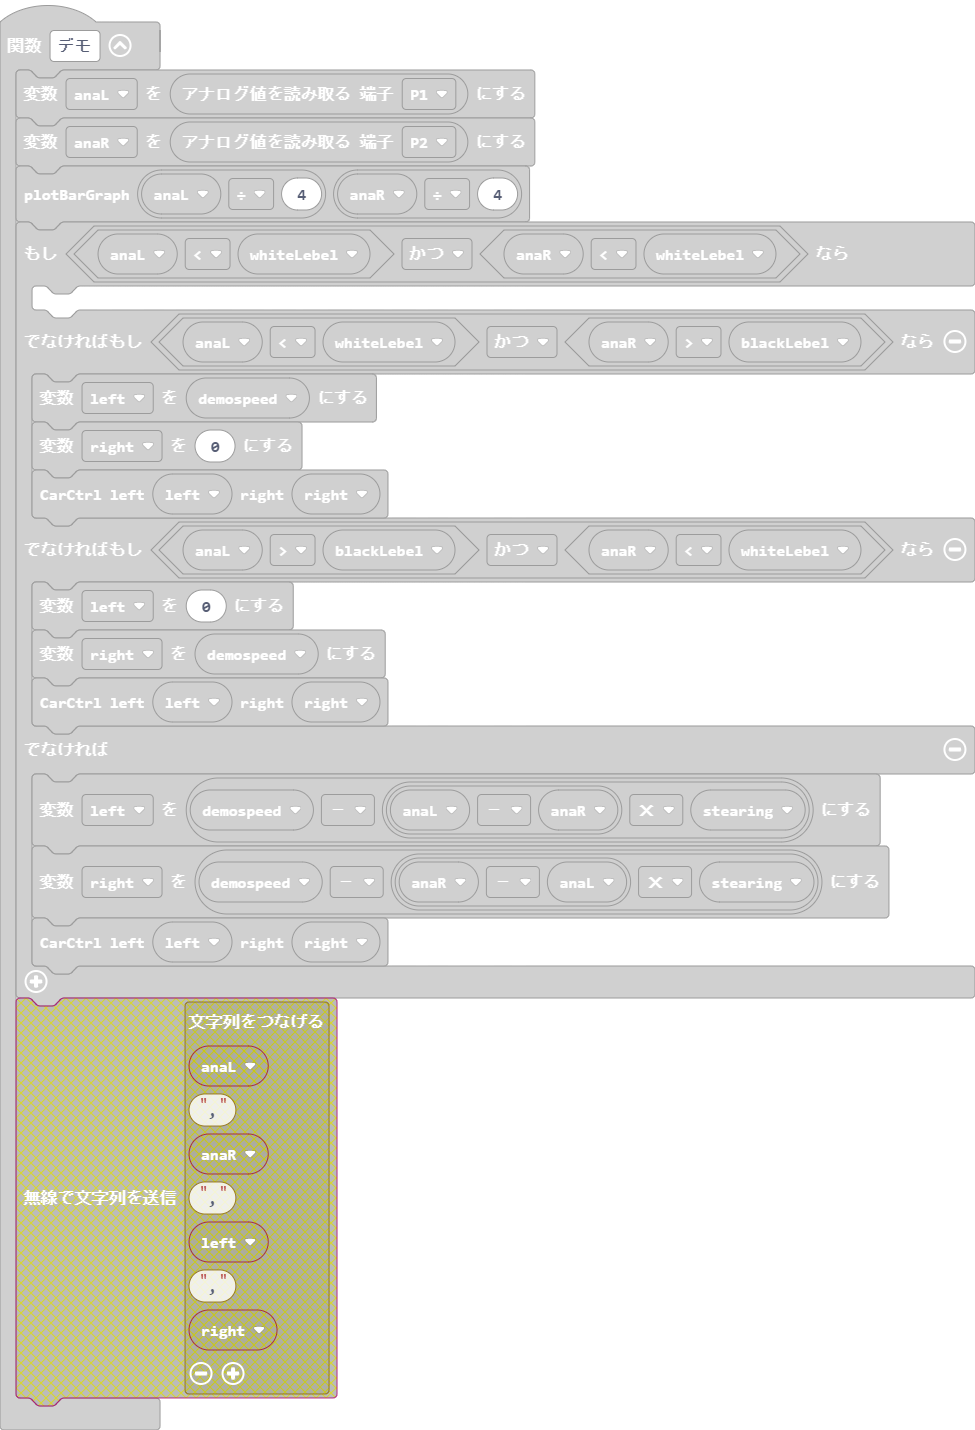 関数 デモ
変数 anaL を アナログ値を読み取る 端子 P1 にする
変数 anaR を アナログ値を読み取る 端子 P2 にする
plotBarGraph anaL ÷ 4 anaR ÷ 4
もし anaL < whiteLebel かつ anaR < whiteLebel なら
でなければもし anaL < whiteLebel かつ anaR > blackLebel なら
変数 left を demospeed にする
変数 right を 0 にする
CarCtrl left left right right
でなければもし anaL > blackLebel かつ anaR < whiteLebel なら
変数 left を 0 にする
変数 right を demospeed にする
CarCtrl left left right right
でなければ
変数 left を demospeed - anaL - anaR × stearing にする
変数 right を demospeed - anaR - anaL × stearing にする
CarCtrl left left right right
無線で文字列を送信
文字列をつなげる
anaL
","
anaR
","
left
","
right